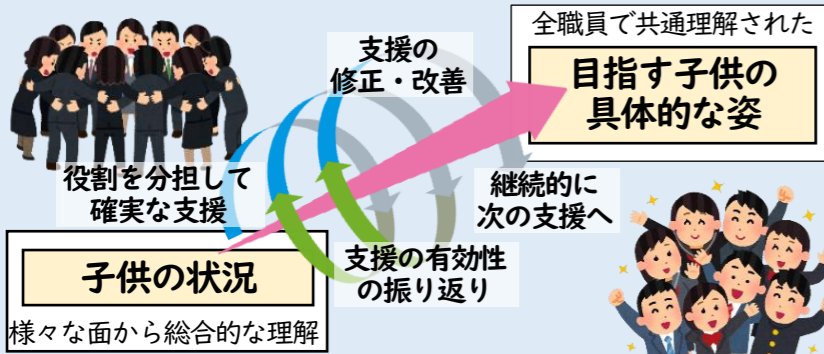 全職員で共通理解された
目指す子供の
具体的な姿
支援の
修正・改善
役割を分担して
確実な支援
継続的に
次の支援へ
支援の有効性
の振り返り
子供の状況
様々な面から総合的な理解